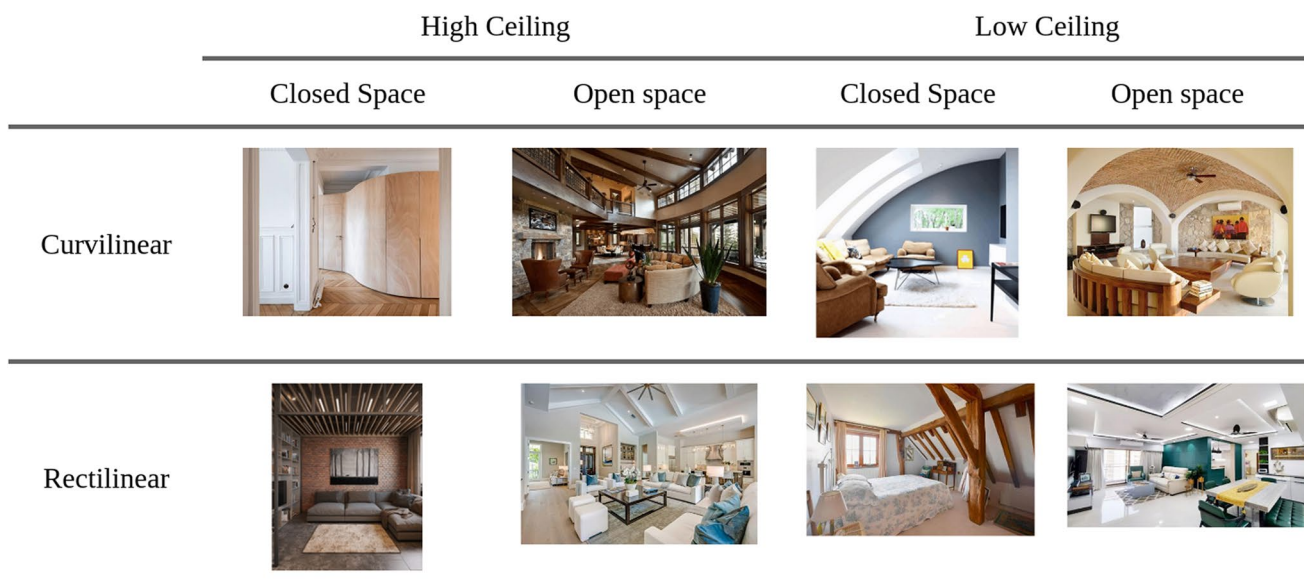 High Ceiling Low Ceiling
Closed Space Open space Closed Space Open space
Curvilinear
Rectilinear